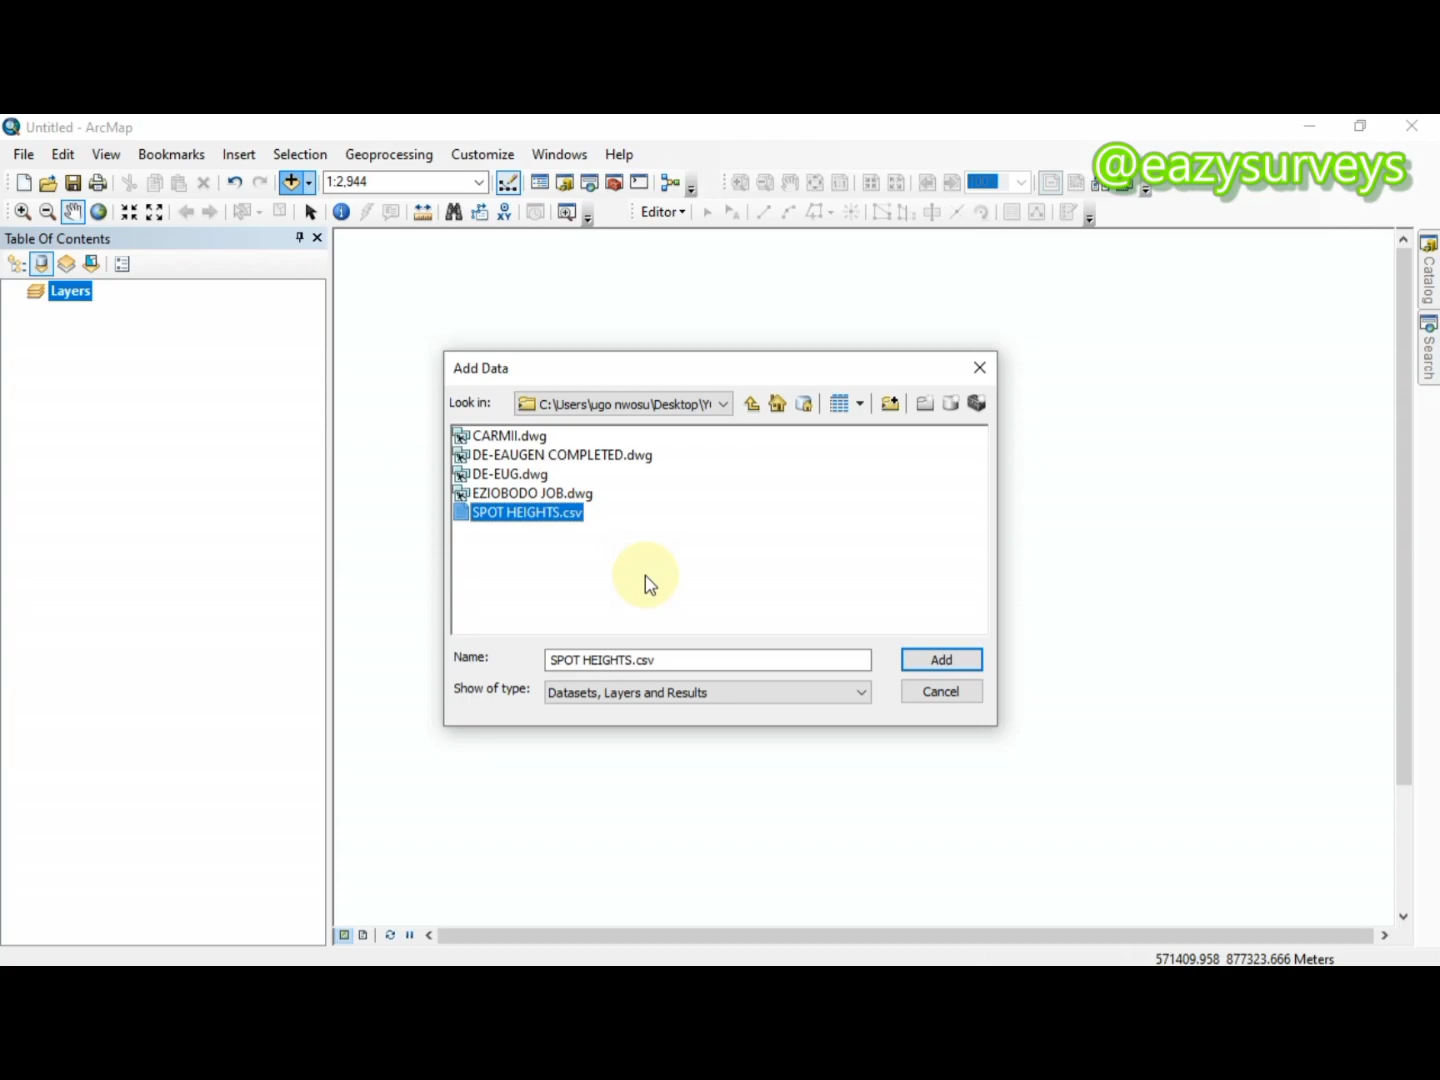 Untitled - ArcMap
File Edit View Bookmarks Insert Selection Geoprocessing Customize Windows Help
@eazysurveys
1:2,944
Editor
Table Of Contents
Layers
Catalog
Search
Add Data
Look in: C:\Users\ugo nwosu\Desktop\Y
CARMII.dwg
DE-EAUGEN COMPLETED.dwg
DE-EUG.dwg
EZIOBODO JOB.dwg
SPOT HEIGHTS.csv
Name: SPOT HEIGHTS.csv Add
Show of type: Datasets, Layers and Results Cancel
571409.958 877323.666 Meters